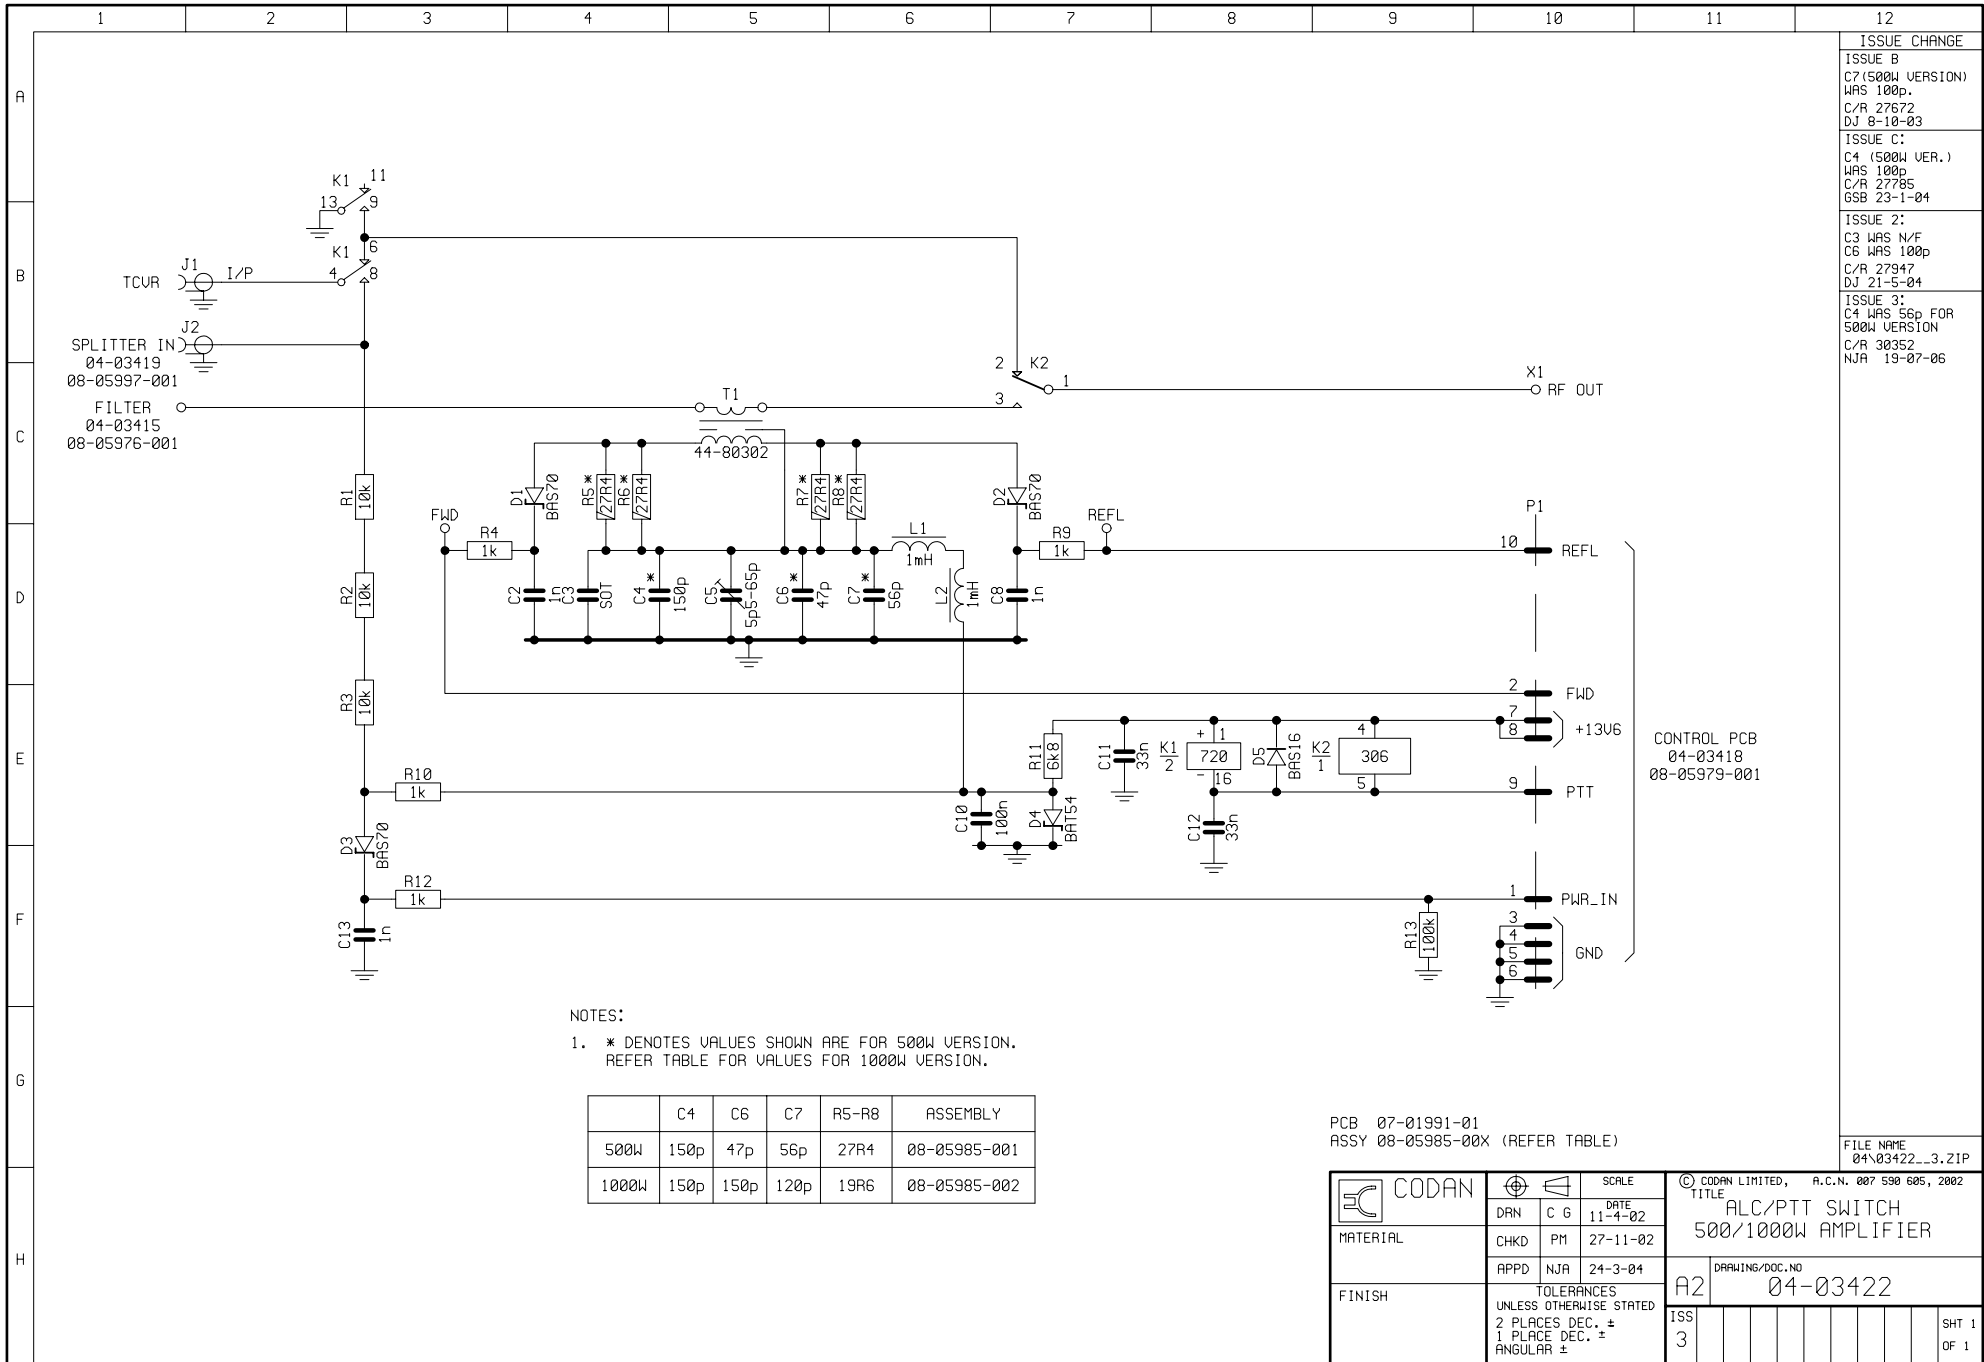 1 2 3 4 5 6 7 8 9 10 11 12
A
B
C
D
E
F
G
H
ISSUE CHANGE
ISSUE B
C7(500W VERSION)
WAS 100p.
C/R 27672
DJ 8-10-03
ISSUE C:
C4 (500W VER.)
WAS 100p
C/R 27785
GSB 23-1-04
ISSUE 2:
C3 WAS N/F
C6 WAS 100p
C/R 27947
DJ 21-5-04
ISSUE 3:
C4 WAS 56p FOR
500W VERSION
C/R 30352
NJA 19-07-06
K1 11
13 9
K1 6
4 8
TCVR J1 I/P
SPLITTER IN J2
04-03419
08-05997-001
FILTER
04-03415
08-05976-001
T1
44-80302
2 K2
1
3
X1
RF OUT
R1 10k
R2 10k
R3 10k
FWD
R4
1k
D1 BAS70
R5 * 27R4
R6 * 27R4
R7 * 27R4
R8 * 27R4
D2 BAS70
L1
1mH
L2 1mH
R9
1k
REFL
C2 1n
C3 SOT
C4 * 150p
C5 5p5-65p
C6 * 47p
C7 * 56p
C8 1n
P1
10 REFL
2 FWD
7
8
+13V6
9 PTT
1 PWR_IN
3
4
5
6
GND
CONTROL PCB
04-03418
08-05979-001
R10
1k
R11 6k8
C10 100n
D4 BAT54
C11 33n
K1
2
+ 1
720
- 16
D5 BAS16
K2
1
4
306
5
C12 33n
D3 BAS70
R12
1k
C13 1n
R13 100k
NOTES:
1. * DENOTES VALUES SHOWN ARE FOR 500W VERSION.
REFER TABLE FOR VALUES FOR 1000W VERSION.
C4 C6 C7 R5-R8 ASSEMBLY
500W 150p 47p 56p 27R4 08-05985-001
1000W 150p 150p 120p 19R6 08-05985-002
PCB 07-01991-01
ASSY 08-05985-00X (REFER TABLE)
FILE NAME
04\03422__3.ZIP
CODAN
MATERIAL
FINISH
SCALE
DRN C G DATE 11-4-02
CHKD PM 27-11-02
APPD NJA 24-3-04
TOLERANCES
UNLESS OTHERWISE STATED
2 PLACES DEC. ±
1 PLACE DEC. ±
ANGULAR ±
© CODAN LIMITED, A.C.N. 007 590 605, 2002
TITLE
ALC/PTT SWITCH
500/1000W AMPLIFIER
A2
DRAWING/DOC.NO
04-03422
ISS
3
SHT 1
OF 1